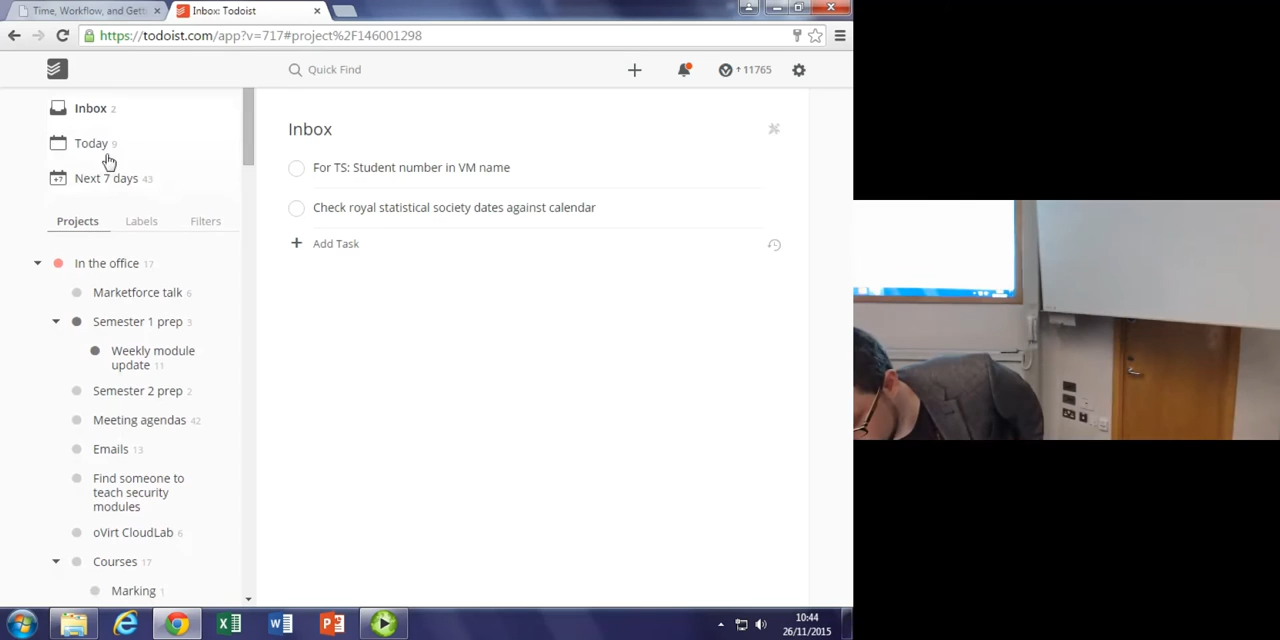 Time, Workflow, and Gett
Inbox: Todoist
https://todoist.com/app?v=717#project%2F146001298
Quick Find
+11765
Inbox 2
Today 9
+7 Next 7 days 43
Projects Labels Filters
In the office 17
Marketforce talk 6
Semester 1 prep 3
Weekly module
update 11
Semester 2 prep 2
Meeting agendas 42
Emails 13
Find someone to
teach security
modules
oVirt CloudLab 6
Courses 17
Marking 1
Inbox
For TS: Student number in VM name
Check royal statistical society dates against calendar
+ Add Task
10:44
26/11/2015